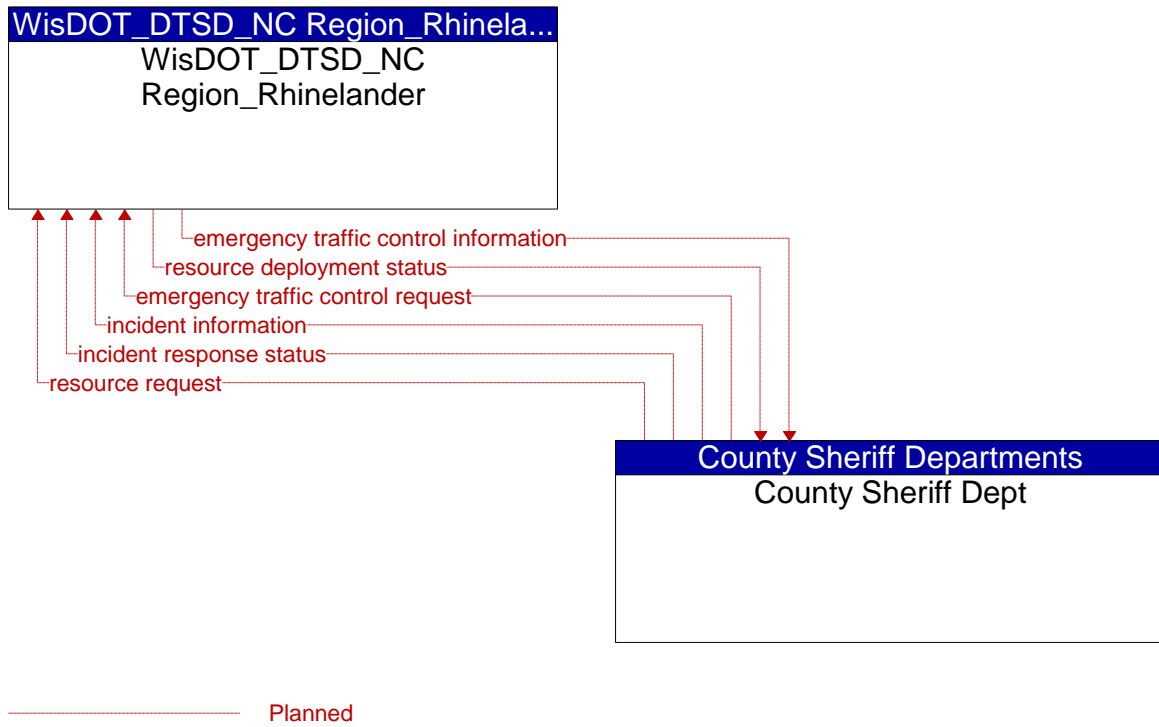 WisDOT_DTSD_NC Region_Rhinela...
WisDOT_DTSD_NC
Region_Rhinelander
emergency traffic control information
resource deployment status
emergency traffic control request
incident information
incident response status
resource request
County Sheriff Departments
County Sheriff Dept
Planned